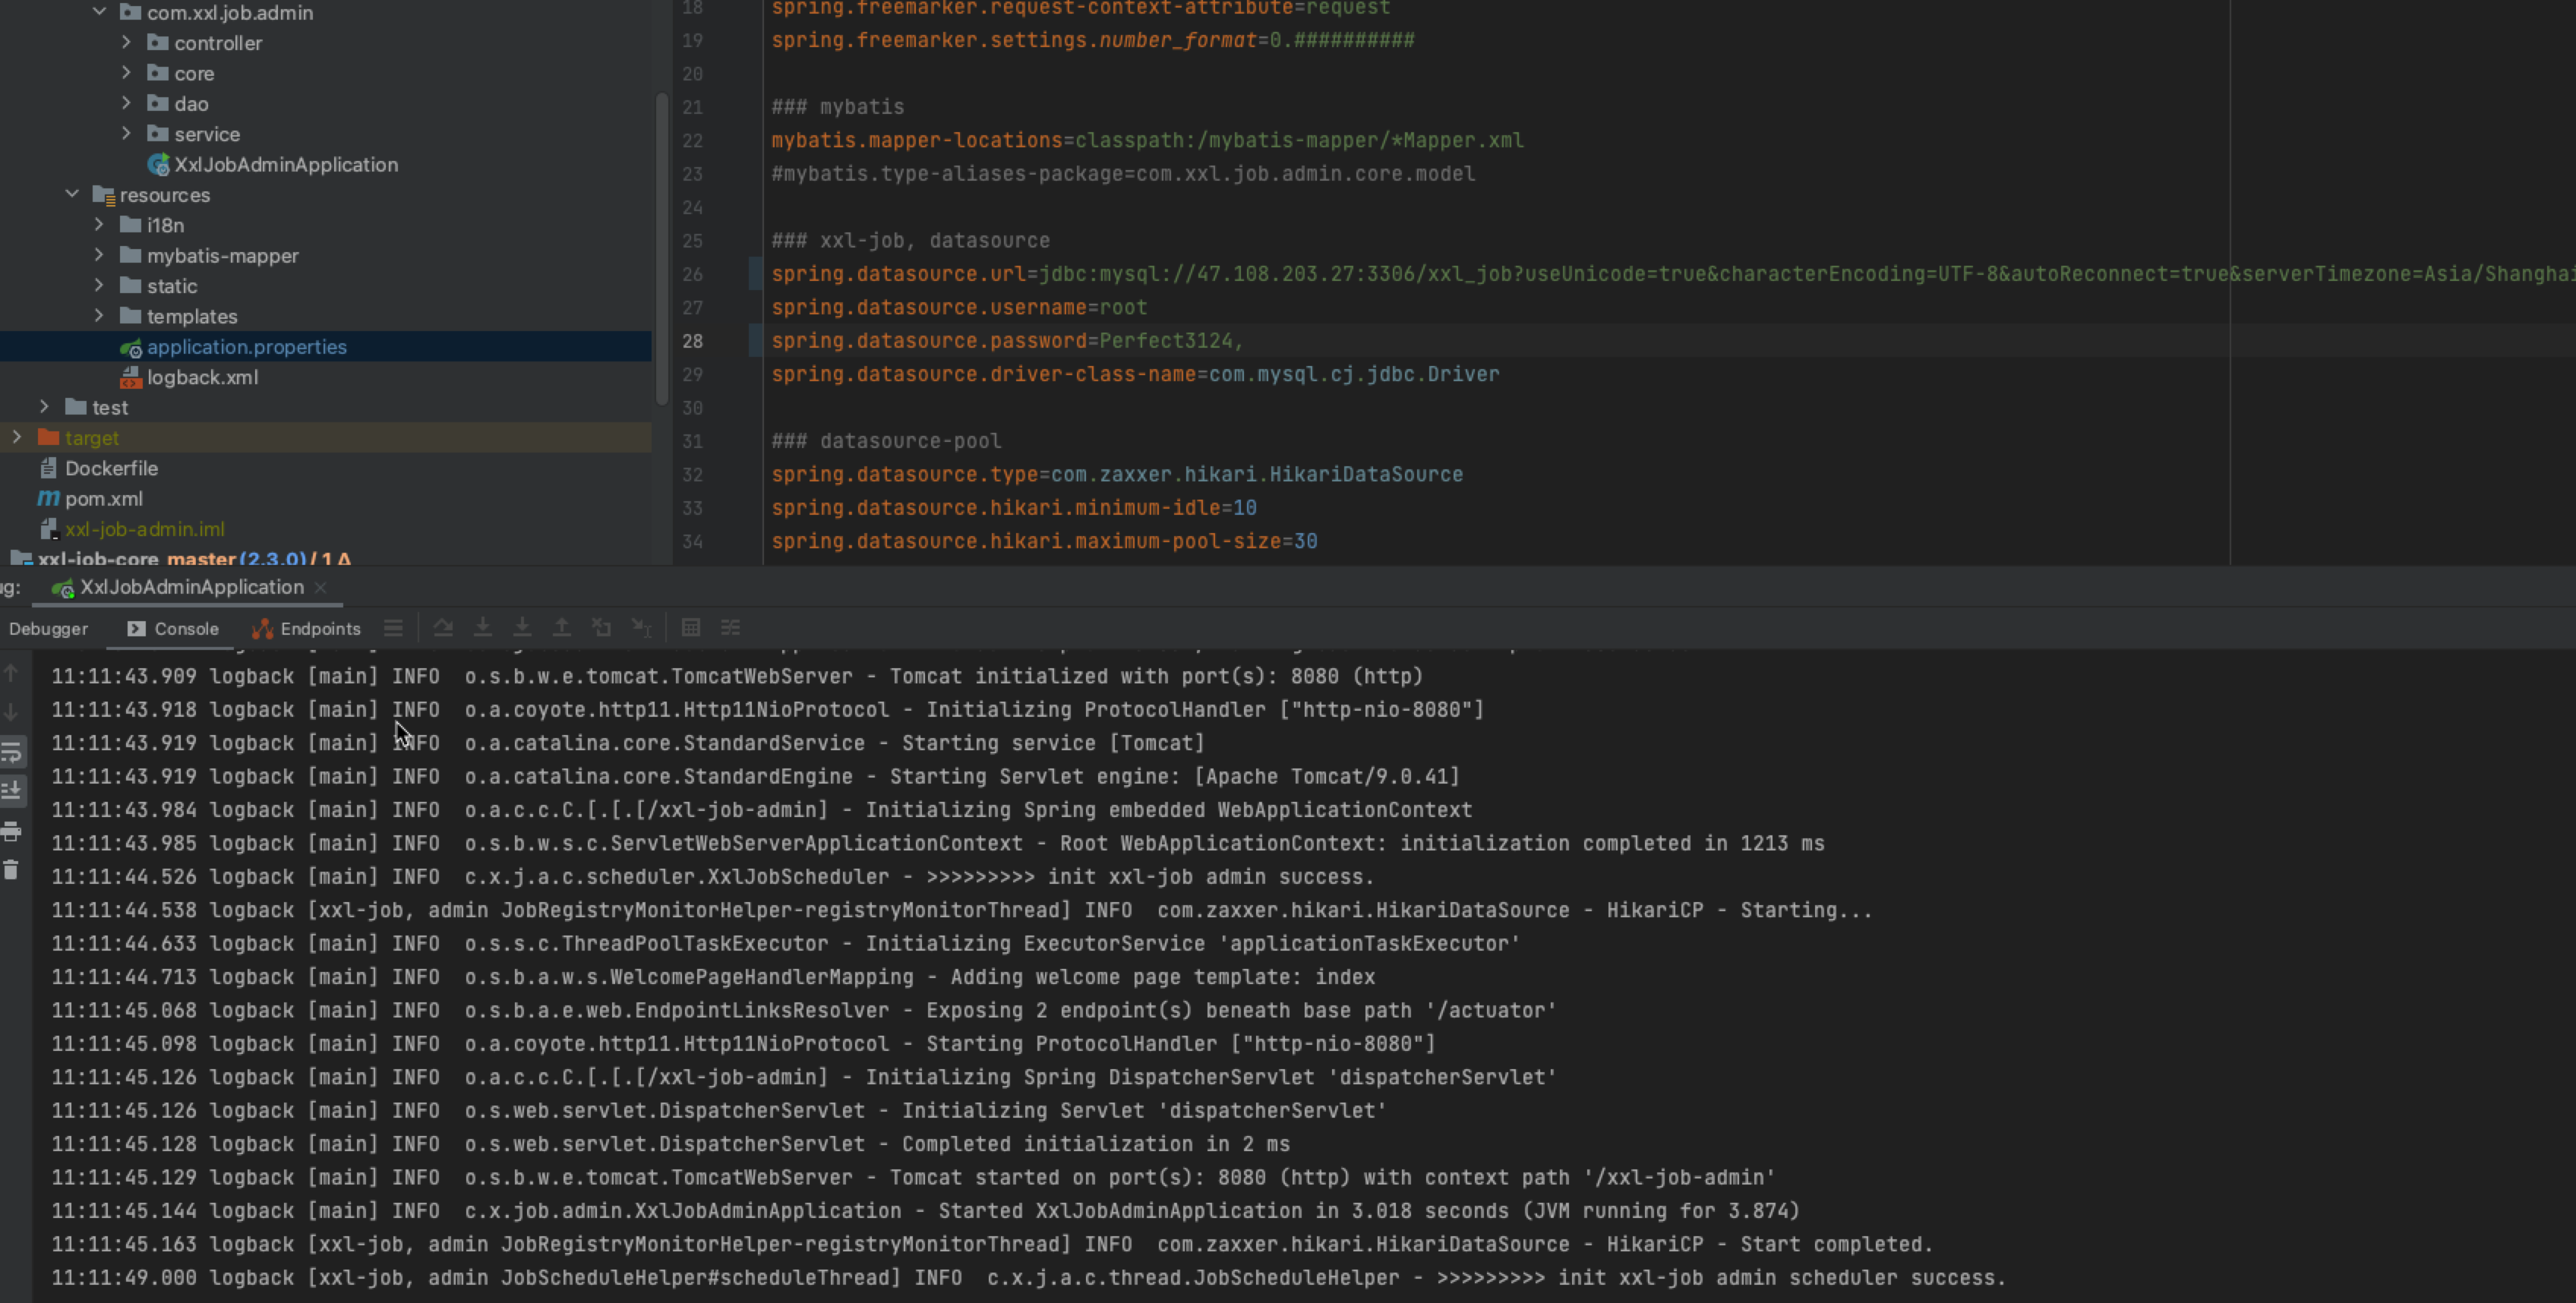 com.xxl.job.admin
controller
core
dao
service
XxlJobAdminApplication
resources
i18n
mybatis-mapper
static
templates
application.properties
logback.xml
test
target
Dockerfile
pom.xml
xxl-job-admin.iml
xxl-job-core master (2.3.0) / 1 Δ
18 spring.freemarker.request-context-attribute=request
19 spring.freemarker.settings.number_format=0.##########
20
21 ### mybatis
22 mybatis.mapper-locations=classpath:/mybatis-mapper/*Mapper.xml
23 #mybatis.type-aliases-package=com.xxl.job.admin.core.model
24
25 ### xxl-job, datasource
26 spring.datasource.url=jdbc:mysql://47.108.203.27:3306/xxl_job?useUnicode=true&characterEncoding=UTF-8&autoReconnect=true&serverTimezone=Asia/Shanghai
27 spring.datasource.username=root
28 spring.datasource.password=Perfect3124,
29 spring.datasource.driver-class-name=com.mysql.cj.jdbc.Driver
30
31 ### datasource-pool
32 spring.datasource.type=com.zaxxer.hikari.HikariDataSource
33 spring.datasource.hikari.minimum-idle=10
34 spring.datasource.hikari.maximum-pool-size=30
ug: XxlJobAdminApplication
Debugger Console Endpoints
11:11:43.909 logback [main] INFO  o.s.b.w.e.tomcat.TomcatWebServer - Tomcat initialized with port(s): 8080 (http)
11:11:43.918 logback [main] INFO  o.a.coyote.http11.Http11NioProtocol - Initializing ProtocolHandler ["http-nio-8080"]
11:11:43.919 logback [main] INFO  o.a.catalina.core.StandardService - Starting service [Tomcat]
11:11:43.919 logback [main] INFO  o.a.catalina.core.StandardEngine - Starting Servlet engine: [Apache Tomcat/9.0.41]
11:11:43.984 logback [main] INFO  o.a.c.c.C.[.[.[/xxl-job-admin] - Initializing Spring embedded WebApplicationContext
11:11:43.985 logback [main] INFO  o.s.b.w.s.c.ServletWebServerApplicationContext - Root WebApplicationContext: initialization completed in 1213 ms
11:11:44.526 logback [main] INFO  c.x.j.a.c.scheduler.XxlJobScheduler - >>>>>>>>> init xxl-job admin success.
11:11:44.538 logback [xxl-job, admin JobRegistryMonitorHelper-registryMonitorThread] INFO  com.zaxxer.hikari.HikariDataSource - HikariCP - Starting...
11:11:44.633 logback [main] INFO  o.s.s.c.ThreadPoolTaskExecutor - Initializing ExecutorService 'applicationTaskExecutor'
11:11:44.713 logback [main] INFO  o.s.b.a.w.s.WelcomePageHandlerMapping - Adding welcome page template: index
11:11:45.068 logback [main] INFO  o.s.b.a.e.web.EndpointLinksResolver - Exposing 2 endpoint(s) beneath base path '/actuator'
11:11:45.098 logback [main] INFO  o.a.coyote.http11.Http11NioProtocol - Starting ProtocolHandler ["http-nio-8080"]
11:11:45.126 logback [main] INFO  o.a.c.c.C.[.[.[/xxl-job-admin] - Initializing Spring DispatcherServlet 'dispatcherServlet'
11:11:45.126 logback [main] INFO  o.s.web.servlet.DispatcherServlet - Initializing Servlet 'dispatcherServlet'
11:11:45.128 logback [main] INFO  o.s.web.servlet.DispatcherServlet - Completed initialization in 2 ms
11:11:45.129 logback [main] INFO  o.s.b.w.e.tomcat.TomcatWebServer - Tomcat started on port(s): 8080 (http) with context path '/xxl-job-admin'
11:11:45.144 logback [main] INFO  c.x.job.admin.XxlJobAdminApplication - Started XxlJobAdminApplication in 3.018 seconds (JVM running for 3.874)
11:11:45.163 logback [xxl-job, admin JobRegistryMonitorHelper-registryMonitorThread] INFO  com.zaxxer.hikari.HikariDataSource - HikariCP - Start completed.
11:11:49.000 logback [xxl-job, admin JobScheduleHelper#scheduleThread] INFO  c.x.j.a.c.thread.JobScheduleHelper - >>>>>>>>> init xxl-job admin scheduler success.